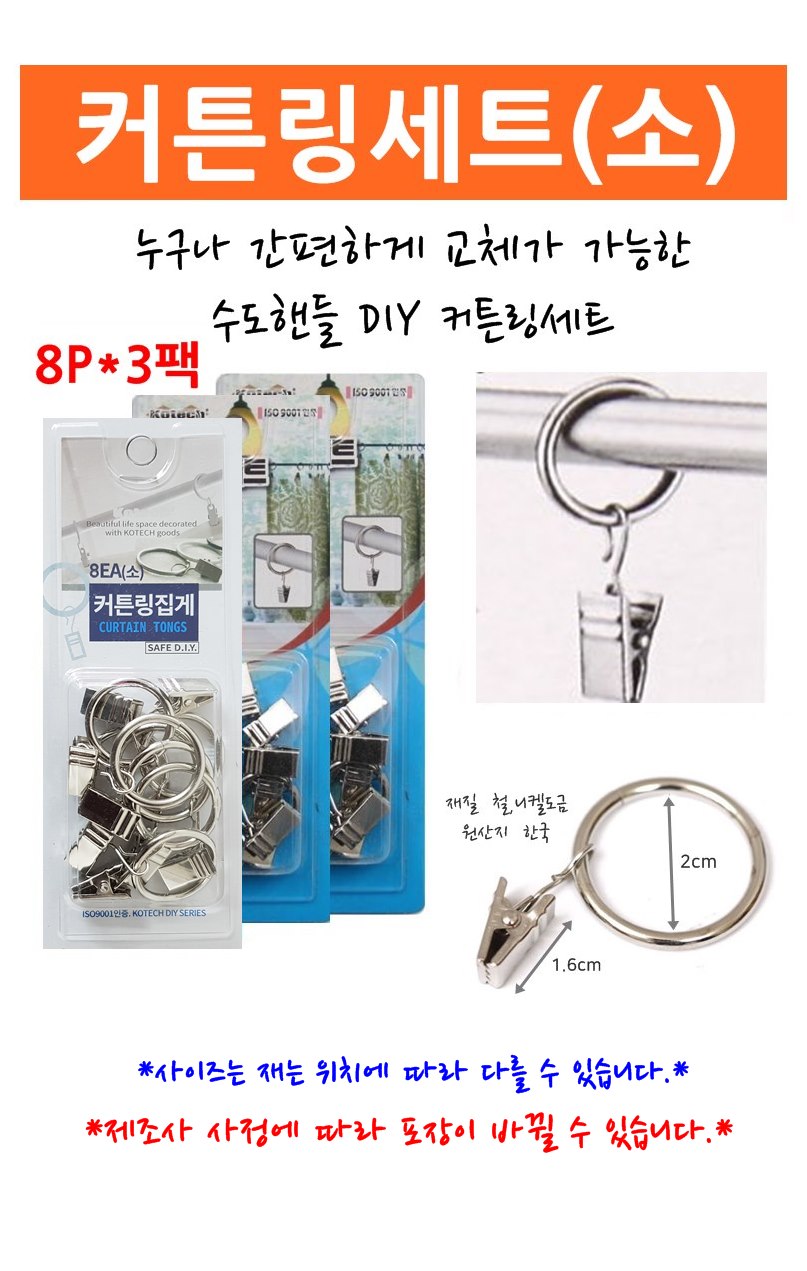 커튼링세트(소)
누구나 간편하게 교체가 가능한
수도핸들 DIY 커튼링세트
8P*3팩
Kotech
ISO 9001 인증
ISO 9001 인증
Beautiful life space decorated
with KOTECH goods
8EA(소)
커튼링집게
CURTAIN TONGS
SAFE D.I.Y.
ISO9001인증. KOTECH DIY SERIES
재질 철,니켈도금
원산지 한국
2cm
1.6cm
*사이즈는 재는 위치에 따라 다를 수 있습니다.*
*제조사 사정에 따라 포장이 바뀔 수 있습니다.*